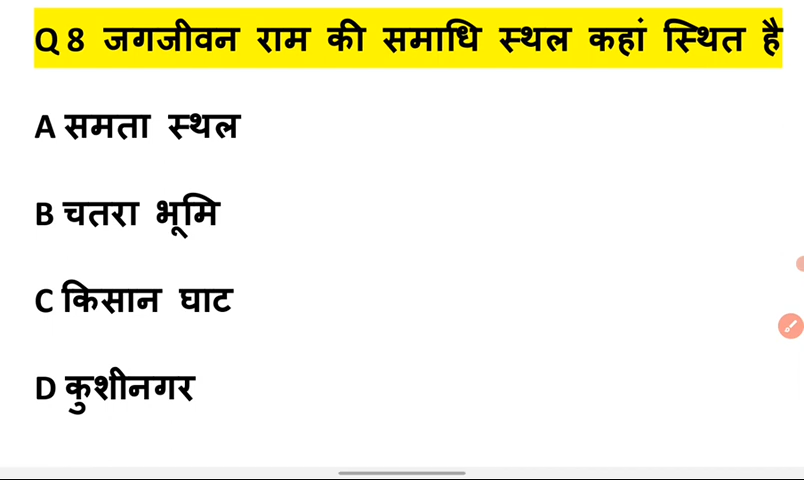 Q 8 जगजीवन राम की समाधि स्थल कहां स्थित है
A समता स्थल
B चतरा भूमि
C किसान घाट
D कुशीनगर